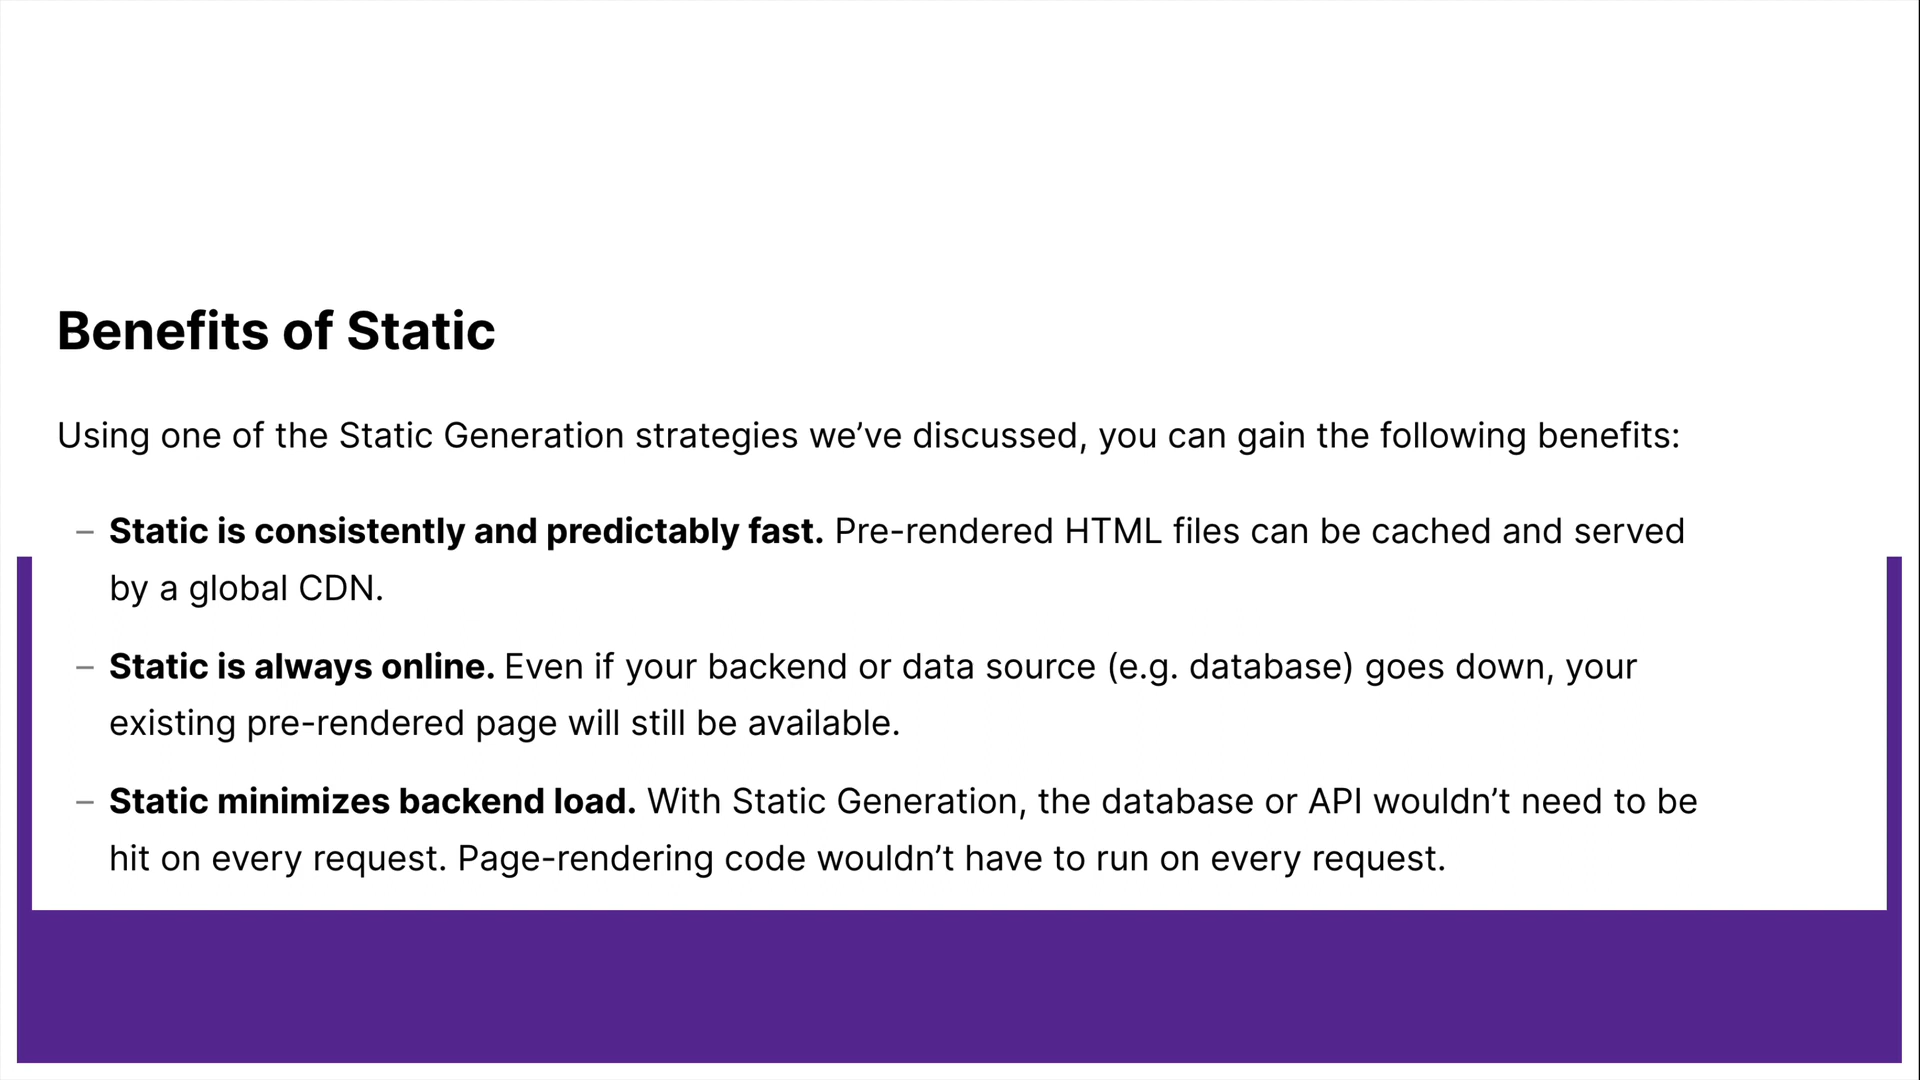 Benefits of Static
Using one of the Static Generation strategies we’ve discussed, you can gain the following benefits:
– Static is consistently and predictably fast. Pre-rendered HTML files can be cached and served
by a global CDN.
– Static is always online. Even if your backend or data source (e.g. database) goes down, your
existing pre-rendered page will still be available.
– Static minimizes backend load. With Static Generation, the database or API wouldn’t need to be
hit on every request. Page-rendering code wouldn’t have to run on every request.